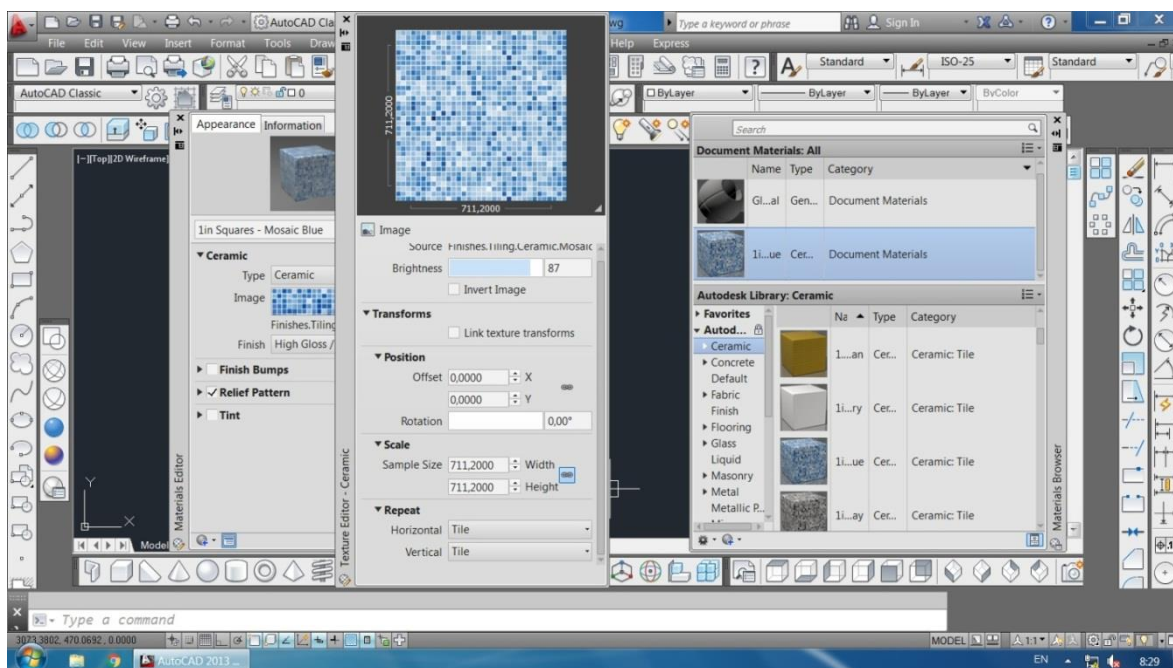 AutoCAD Cla
wg
Type a keyword or phrase
Sign In
File Edit View Insert Format Tools Draw
Help Express
Standard
ISO-25
Standard
AutoCAD Classic
0
ByLayer
ByLayer
ByLayer
ByColor
Appearance
Information
[−][Top][2D Wireframe]
711,2000
711,2000
1in Squares - Mosaic Blue
Ceramic
Type Ceramic
Image
Finishes.Tiling
Finish High Gloss /
Finish Bumps
Relief Pattern
Tint
Materials Editor
Image
Source Finishes.Tiling.Ceramic.Mosaic
Brightness 87
Invert Image
Transforms
Link texture transforms
Position
Offset 0,0000 X
0,0000 Y
Rotation 0,00°
Scale
Sample Size 711,2000 Width
711,2000 Height
Repeat
Horizontal Tile
Vertical Tile
Texture Editor - Ceramic
Search
Document Materials: All
Name Type Category
Gl...al Gen... Document Materials
1i...ue Cer... Document Materials
Autodesk Library: Ceramic
Favorites
Autod...
Ceramic
Concrete
Default
Fabric
Finish
Flooring
Glass
Liquid
Masonry
Metal
Metallic P...
Na Type Category
1....an Cer... Ceramic: Tile
1i...ry Cer... Ceramic: Tile
1i...ue Cer... Ceramic: Tile
1i...ay Cer... Ceramic: Tile
Materials Browser
Y
X
Model
Type a command
3073.3802, 470.0692, 0.0000
MODEL
1:1
AutoCAD 2013 ...
EN
8:29